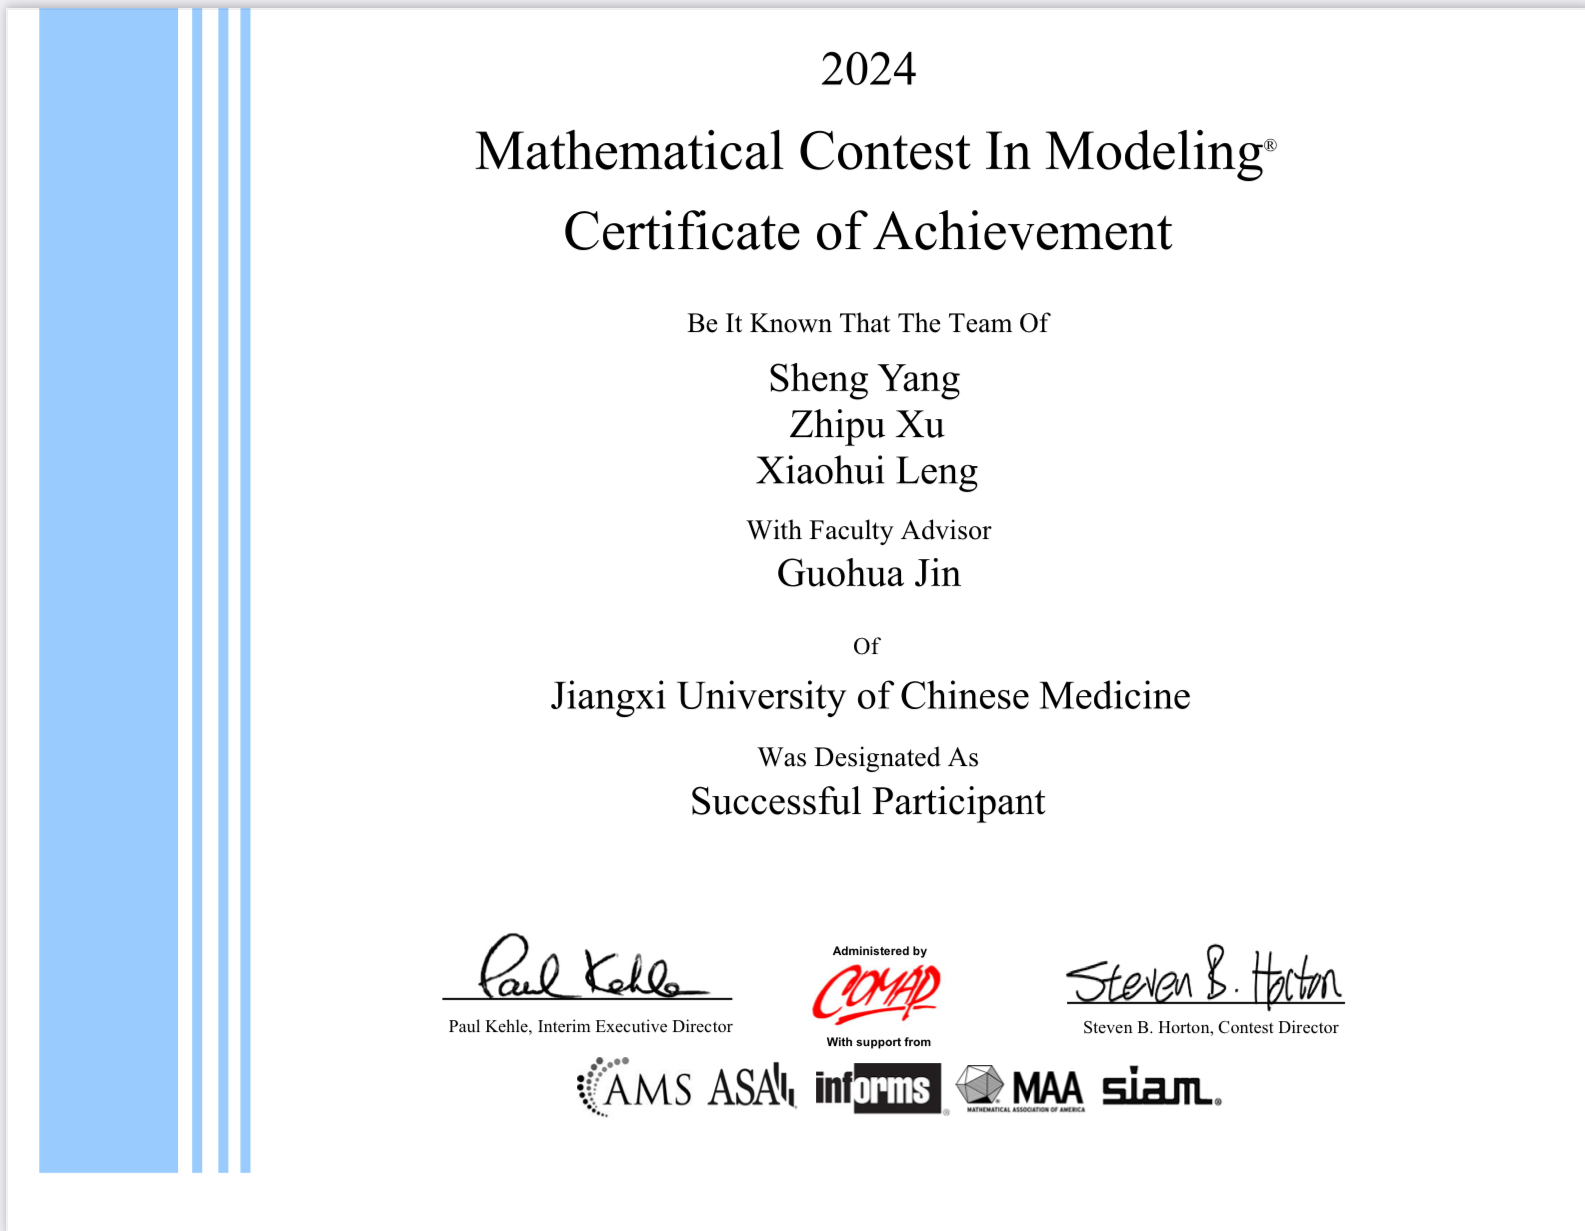 2024
Mathematical Contest In Modeling®
Certificate of Achievement
Be It Known That The Team Of
Sheng Yang
Zhipu Xu
Xiaohui Leng
With Faculty Advisor
Guohua Jin
Of
Jiangxi University of Chinese Medicine
Was Designated As
Successful Participant
Paul Kehle
Paul Kehle, Interim Executive Director
Administered by
COMAP
With support from
Steven B. Horton
Steven B. Horton, Contest Director
AMS ASA informs® MAA siam®
MATHEMATICAL ASSOCIATION OF AMERICA